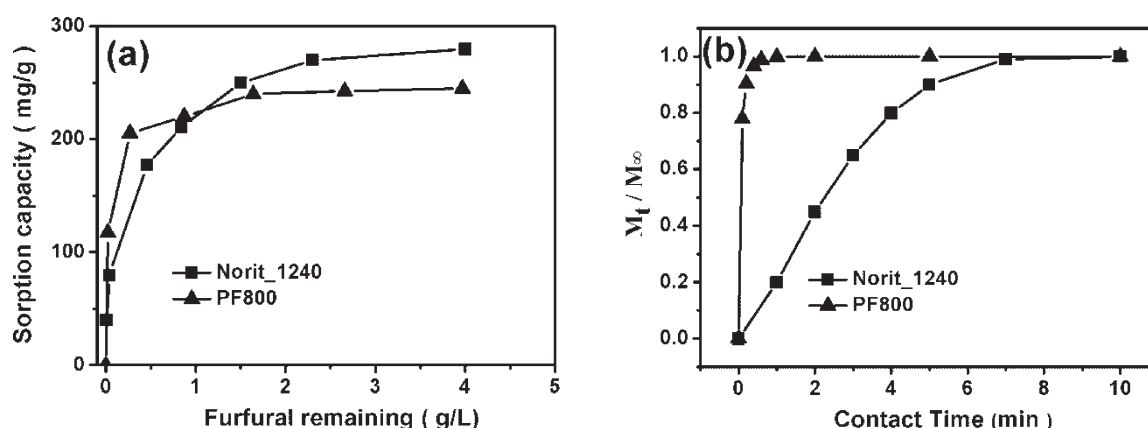 (a)
300
200
100
0
Sorption capacity ( mg/g)
Norit_1240
PF800
0 1 2 3 4 5
Furfural remaining ( g/L)
(b)
1.0
0.8
0.6
0.4
0.2
0.0
Mt / M∞
Norit_1240
PF800
0 2 4 6 8 10
Contact Time (min )